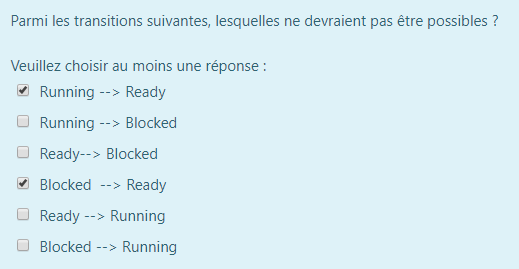 Parmi les transitions suivantes, lesquelles ne devraient pas être possibles ?
Veuillez choisir au moins une réponse :
Running --> Ready
Running --> Blocked
Ready--> Blocked
Blocked --> Ready
Ready --> Running
Blocked --> Running